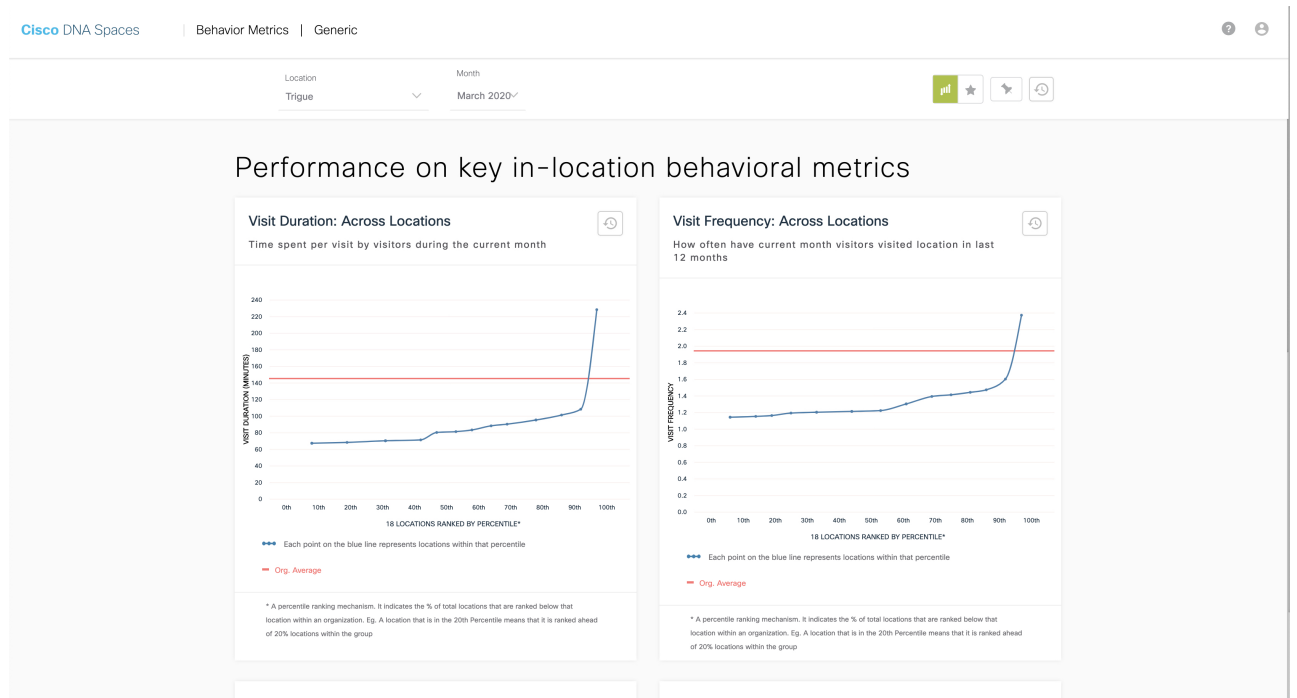 Cisco DNA Spaces | Behavior Metrics | Generic
Location
Trigue
Month
March 2020
Performance on key in-location behavioral metrics
Visit Duration: Across Locations
Time spent per visit by visitors during the current month
240
220
200
180
160
140
120
100
80
60
40
20
0
VISIT DURATION (MINUTES)
0th 10th 20th 30th 40th 50th 60th 70th 80th 90th 100th
18 LOCATIONS RANKED BY PERCENTILE*
Each point on the blue line represents locations within that percentile
Org. Average
* A percentile ranking mechanism. It indicates the % of total locations that are ranked below that
location within an organization. Eg. A location that is in the 20th Percentile means that it is ranked ahead
of 20% locations within the group
Visit Frequency: Across Locations
How often have current month visitors visited location in last
12 months
2.4
2.2
2.0
1.8
1.6
1.4
1.2
1.0
0.8
0.6
0.4
0.2
0.0
VISIT FREQUENCY
0th 10th 20th 30th 40th 50th 60th 70th 80th 90th 100th
18 LOCATIONS RANKED BY PERCENTILE*
Each point on the blue line represents locations within that percentile
Org. Average
* A percentile ranking mechanism. It indicates the % of total locations that are ranked below that
location within an organization. Eg. A location that is in the 20th Percentile means that it is ranked ahead
of 20% locations within the group